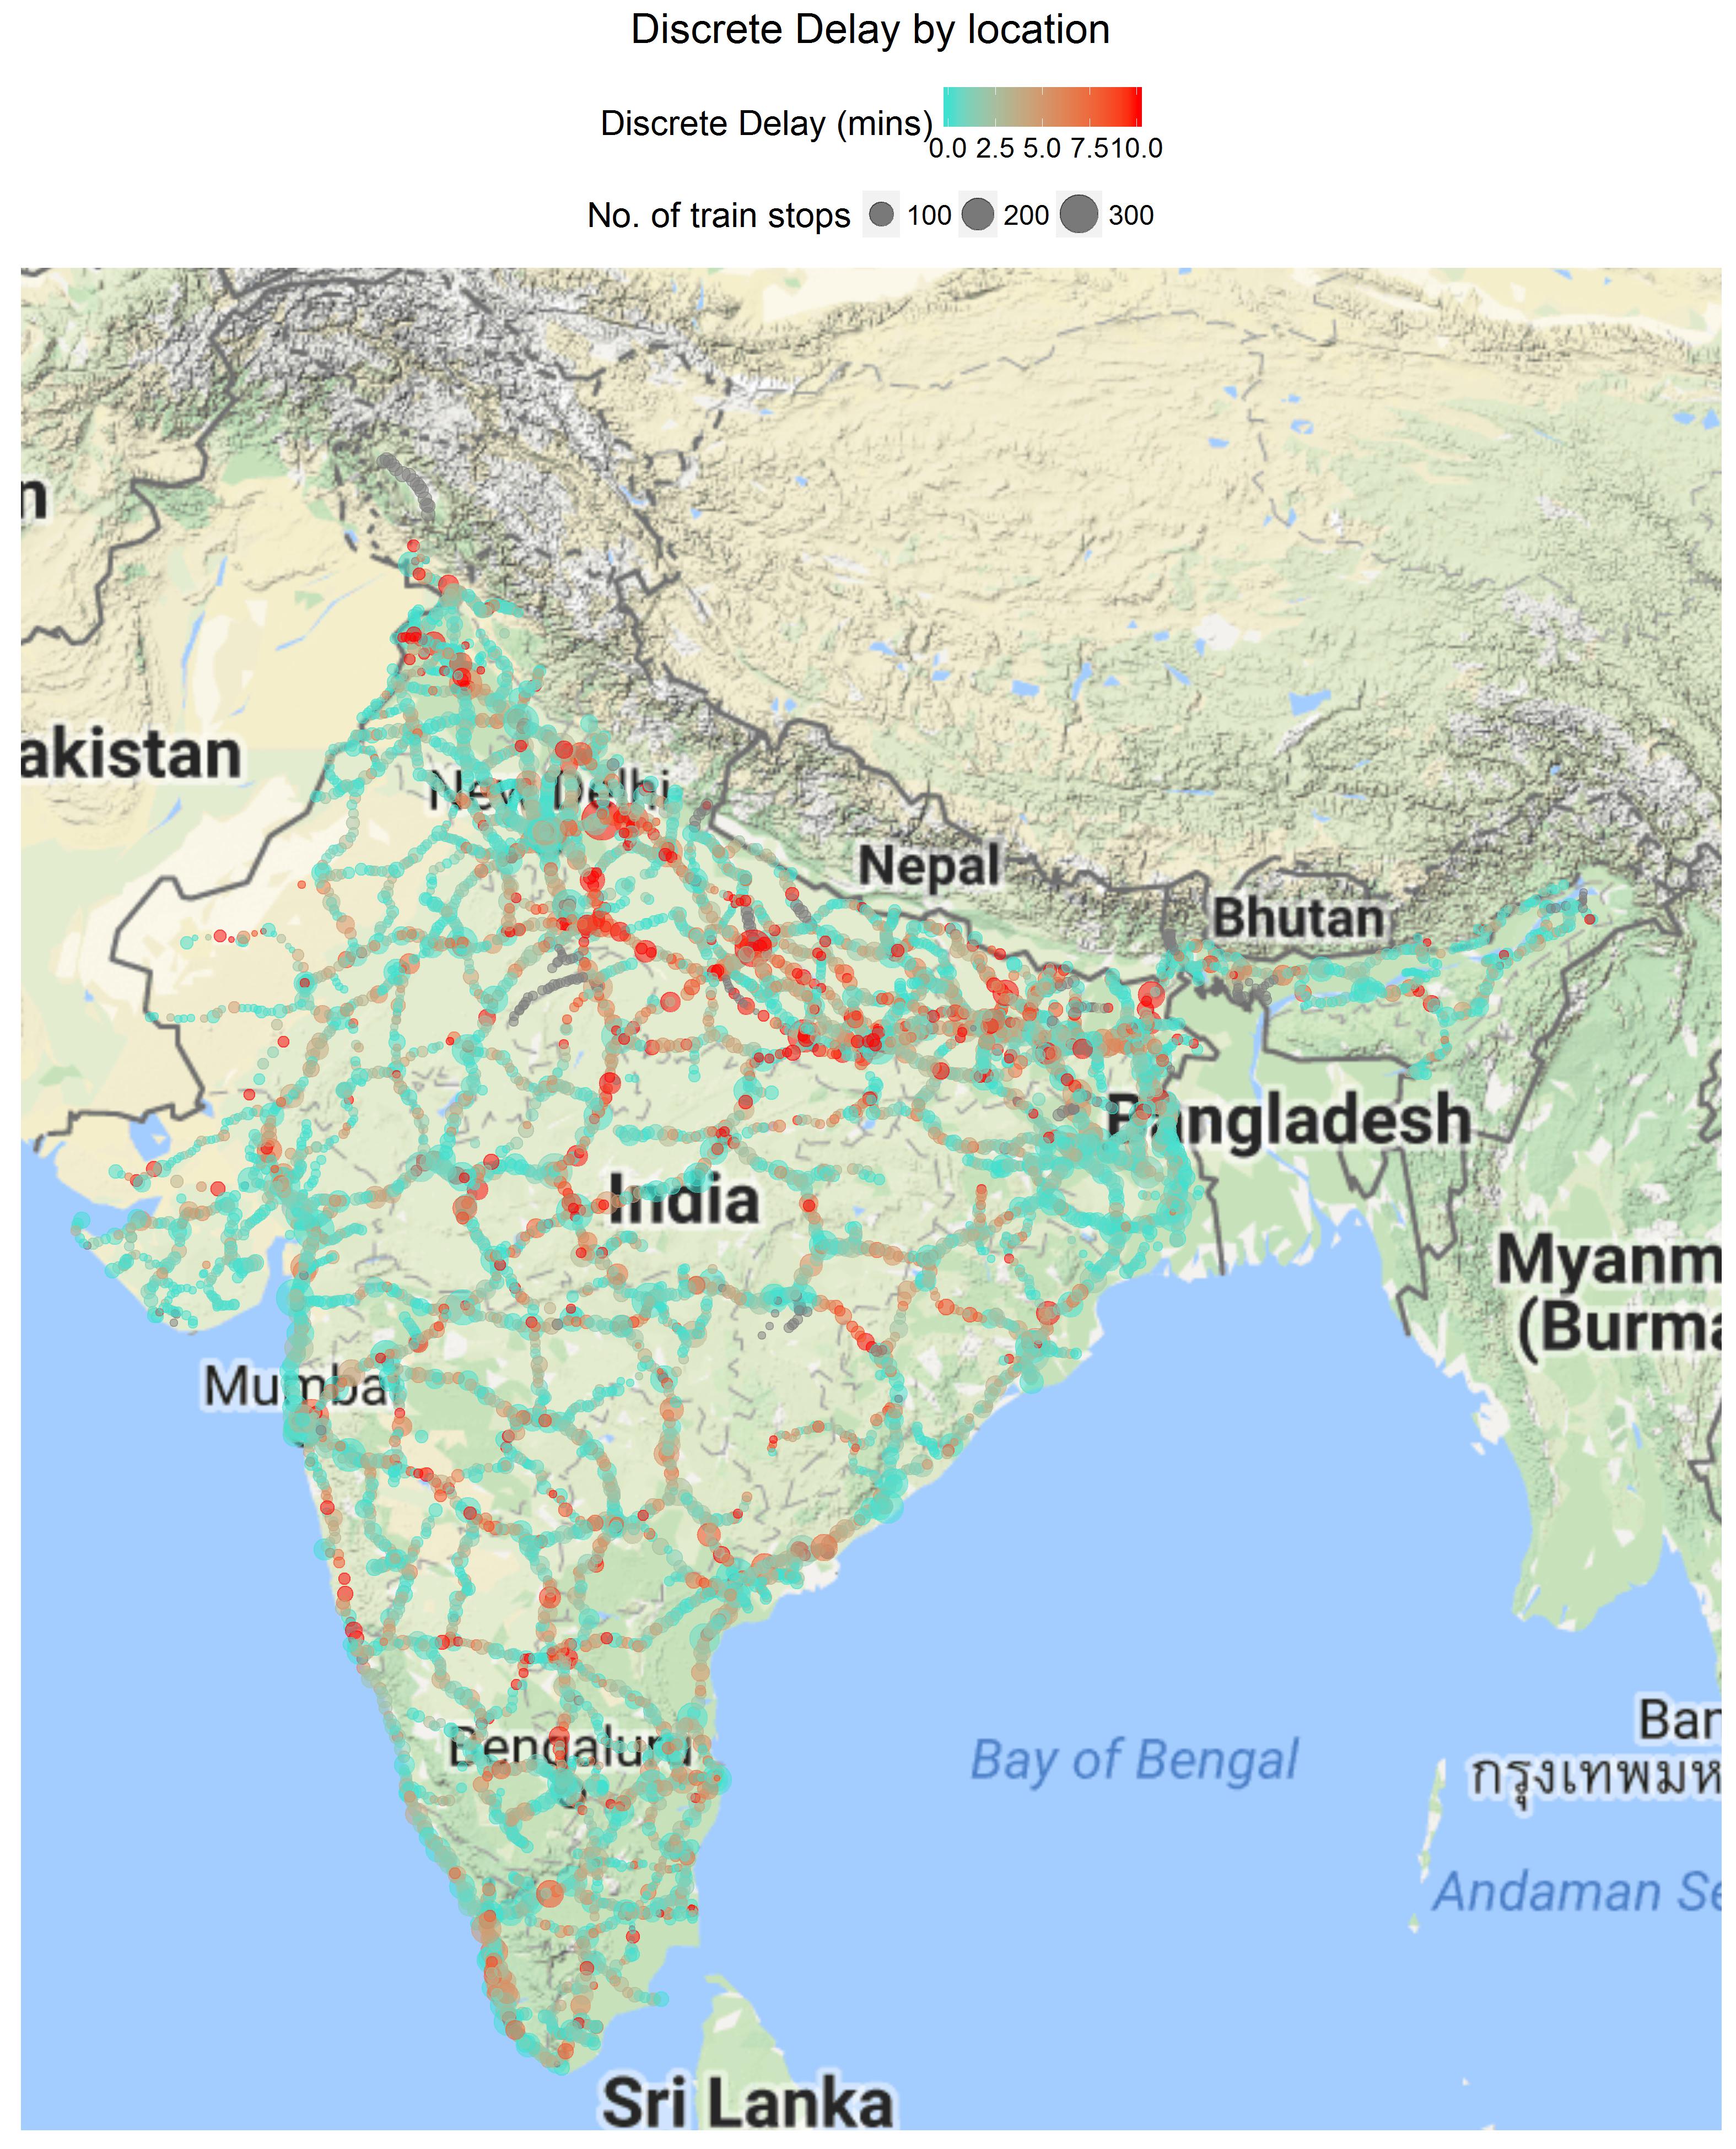 Discrete Delay by location
Discrete Delay (mins)
0.0 2.5 5.0 7.5 10.0
No. of train stops 100 200 300
n
akistan
New Delhi
Nepal
Bhutan
Bangladesh
India
Myanm
(Burma
Mumba
Bengaluru
Bay of Bengal
Ban
กรุงเทพมห
Andaman Se
Sri Lanka